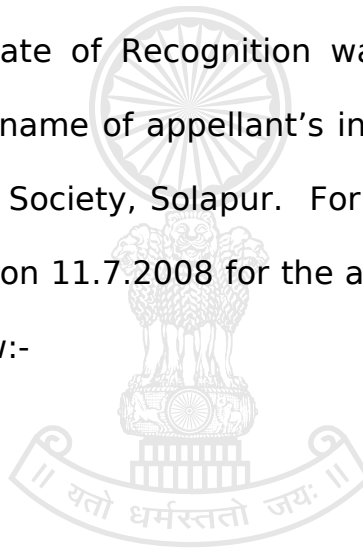 ate of Recognition wa
name of appellant's in
Society, Solapur. For
on 11.7.2008 for the a
w:-
॥ यतो धर्मस्ततो जयः ॥